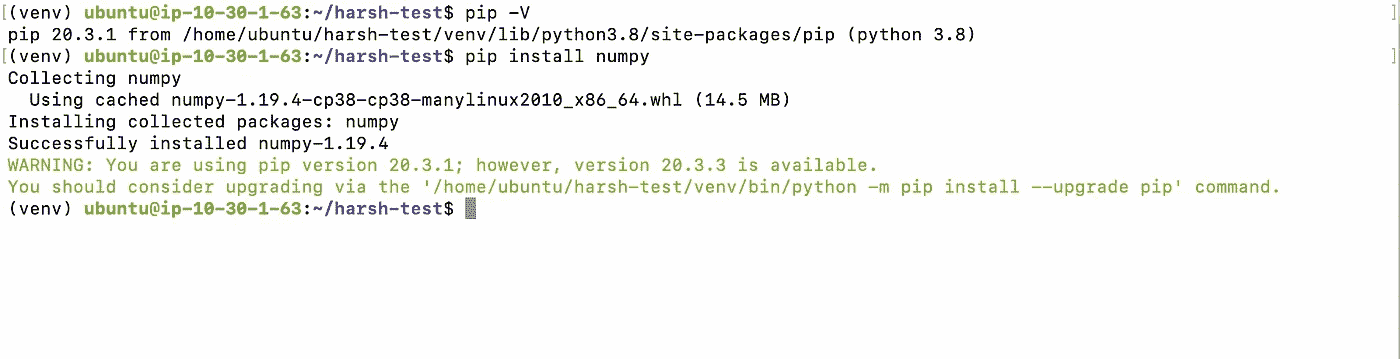 [(venv) ubuntu@ip-10-30-1-63:~/harsh-test$ pip -V ]
pip 20.3.1 from /home/ubuntu/harsh-test/venv/lib/python3.8/site-packages/pip (python 3.8)
[(venv) ubuntu@ip-10-30-1-63:~/harsh-test$ pip install numpy ]
Collecting numpy
  Using cached numpy-1.19.4-cp38-cp38-manylinux2010_x86_64.whl (14.5 MB)
Installing collected packages: numpy
Successfully installed numpy-1.19.4
WARNING: You are using pip version 20.3.1; however, version 20.3.3 is available.
You should consider upgrading via the '/home/ubuntu/harsh-test/venv/bin/python -m pip install --upgrade pip' command.
(venv) ubuntu@ip-10-30-1-63:~/harsh-test$